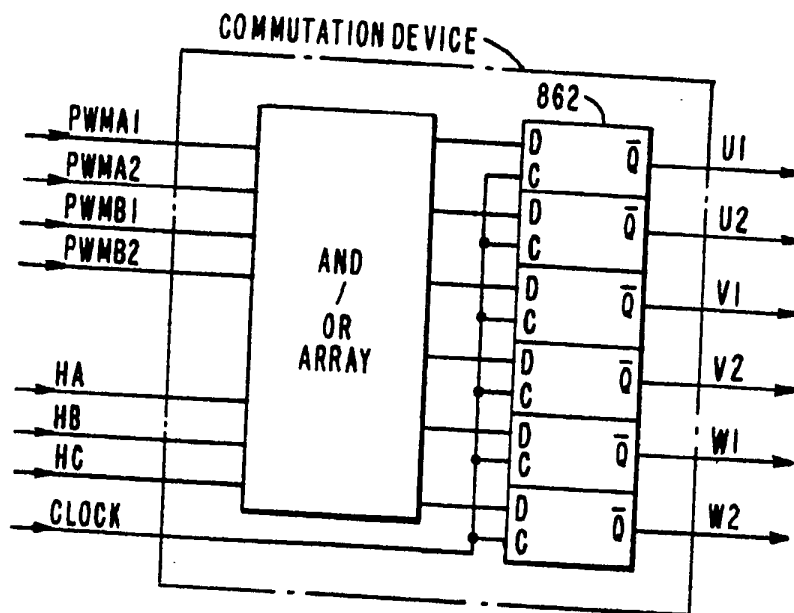 COMMUTATION DEVICE
862
PWMA1
PWMA2
PWMB1
PWMB2
HA
HB
HC
CLOCK
AND
/
OR
ARRAY
D
C
Q̅
D
C
Q̅
D
C
Q̅
D
C
Q̅
D
C
Q̅
D
C
Q̅
U1
U2
V1
V2
W1
W2